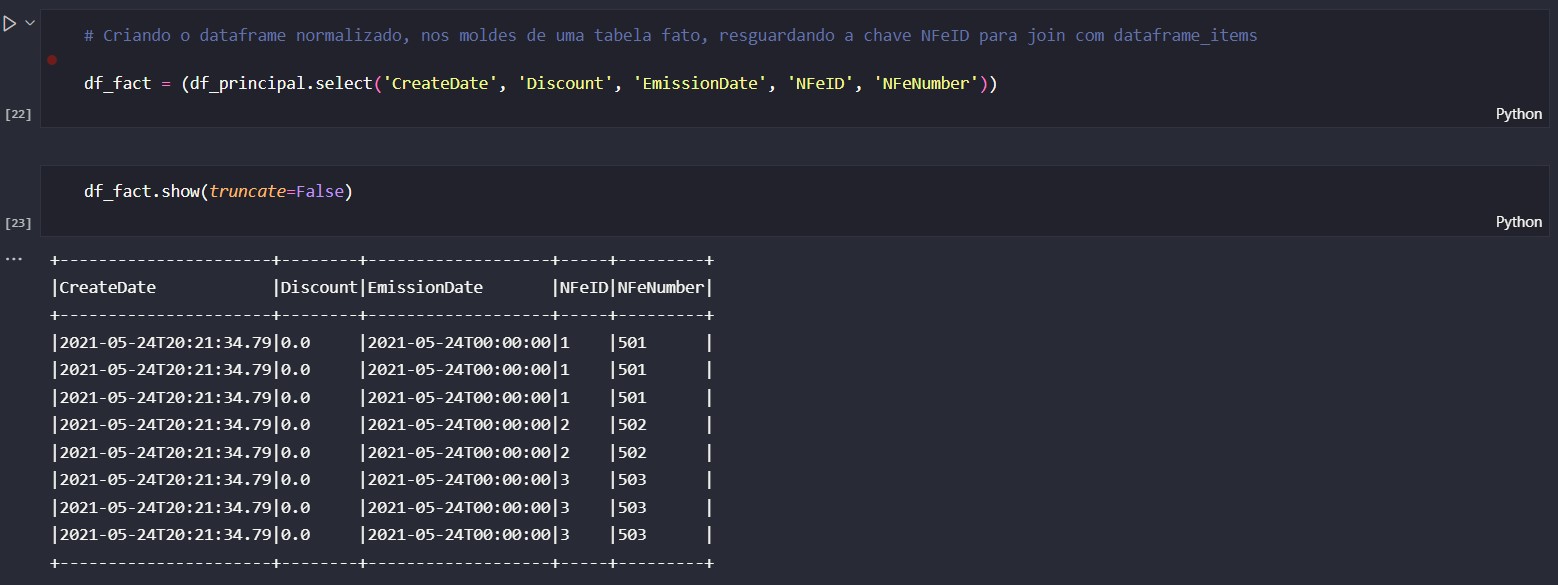 # Criando o dataframe normalizado, nos moldes de uma tabela fato, resguardando a chave NFeID para join com dataframe_items
df_fact = (df_principal.select('CreateDate', 'Discount', 'EmissionDate', 'NFeID', 'NFeNumber'))
[22]
Python
df_fact.show(truncate=False)
[23]
Python
...
+----------------------+--------+-------------------+-----+---------+
|CreateDate            |Discount|EmissionDate       |NFeID|NFeNumber|
+----------------------+--------+-------------------+-----+---------+
|2021-05-24T20:21:34.79|0.0     |2021-05-24T00:00:00|1    |501      |
|2021-05-24T20:21:34.79|0.0     |2021-05-24T00:00:00|1    |501      |
|2021-05-24T20:21:34.79|0.0     |2021-05-24T00:00:00|1    |501      |
|2021-05-24T20:21:34.79|0.0     |2021-05-24T00:00:00|2    |502      |
|2021-05-24T20:21:34.79|0.0     |2021-05-24T00:00:00|2    |502      |
|2021-05-24T20:21:34.79|0.0     |2021-05-24T00:00:00|3    |503      |
|2021-05-24T20:21:34.79|0.0     |2021-05-24T00:00:00|3    |503      |
|2021-05-24T20:21:34.79|0.0     |2021-05-24T00:00:00|3    |503      |
+----------------------+--------+-------------------+-----+---------+